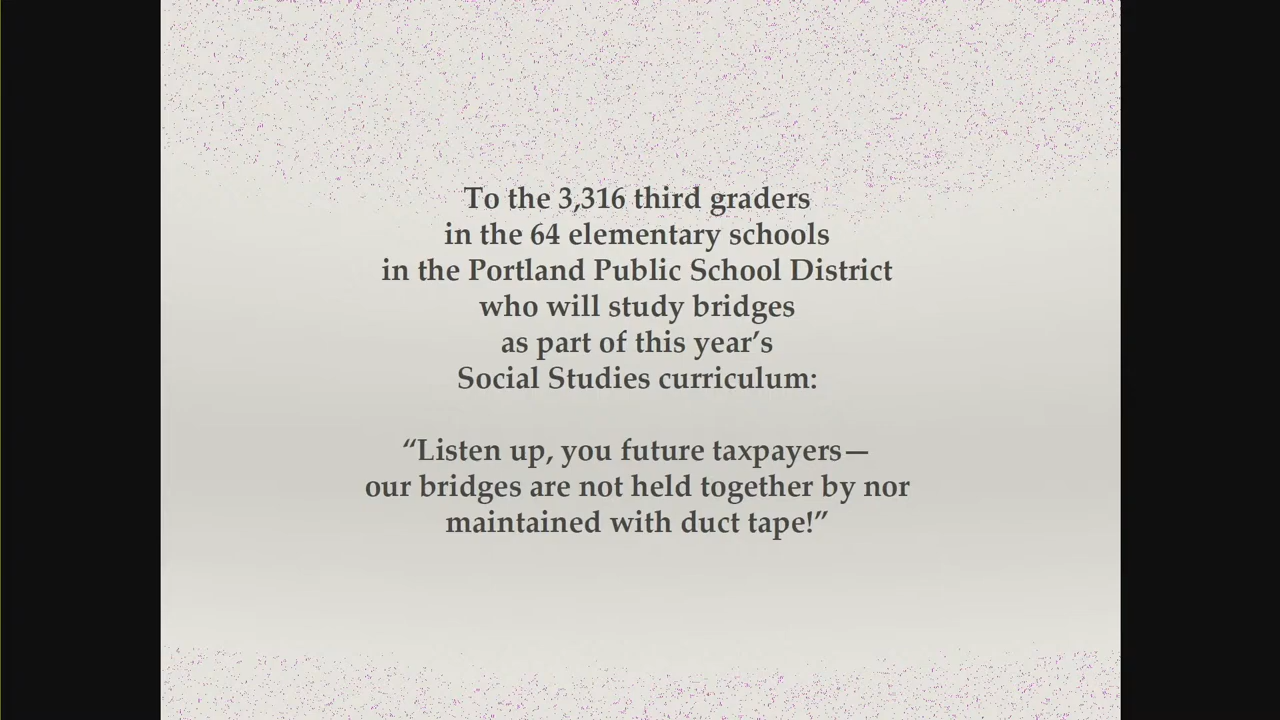 To the 3,316 third graders
in the 64 elementary schools
in the Portland Public School District
who will study bridges
as part of this year’s
Social Studies curriculum:
“Listen up, you future taxpayers—
our bridges are not held together by nor
maintained with duct tape!”